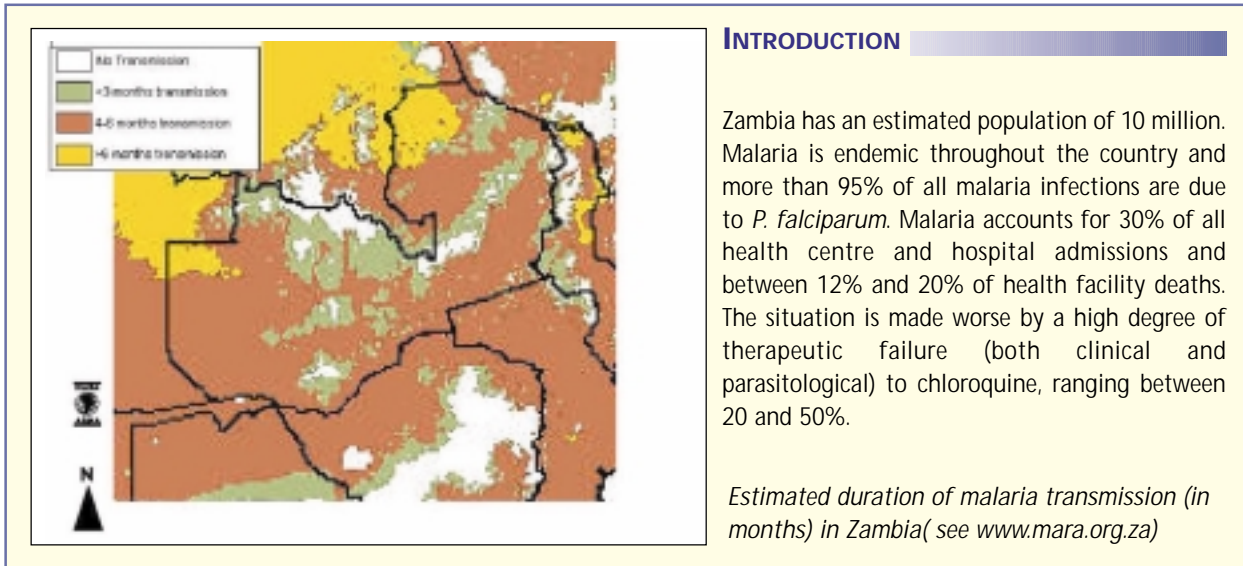 No Transmission
<3 months transmission
4-6 months transmission
>6 months transmission
N
INTRODUCTION
Zambia has an estimated population of 10 million.
Malaria is endemic throughout the country and
more than 95% of all malaria infections are due
to P. falciparum. Malaria accounts for 30% of all
health centre and hospital admissions and
between 12% and 20% of health facility deaths.
The situation is made worse by a high degree of
therapeutic failure (both clinical and
parasitological) to chloroquine, ranging between
20 and 50%.
Estimated duration of malaria transmission (in
months) in Zambia( see www.mara.org.za)